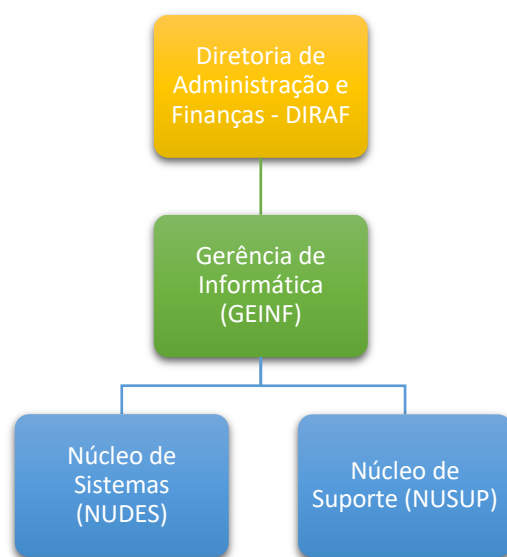 Diretoria de
Administração e
Finanças - DIRAF
Gerência de
Informática
(GEINF)
Núcleo de
Sistemas
(NUDES)
Núcleo de
Suporte (NUSUP)